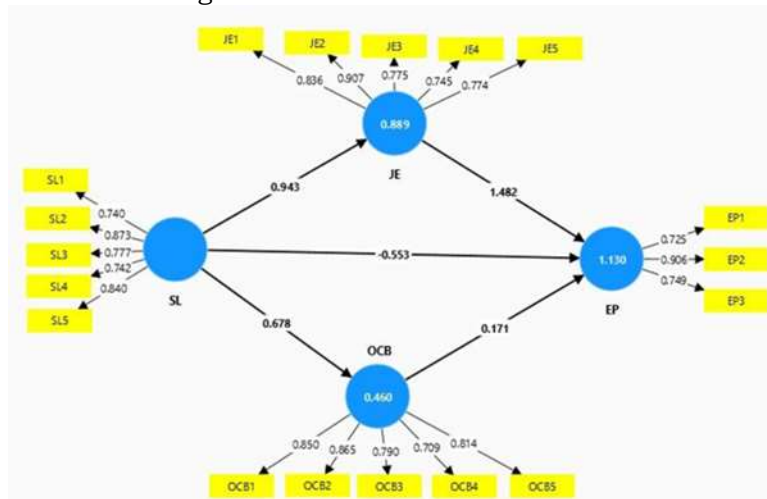 JE1
JE2
JE3
JE4
JE5
0.836
0.907
0.775
0.745
0.774
0.889
JE
SL1
SL2
SL3
SL4
SL5
0.740
0.873
0.777
0.742
0.840
SL
0.943
1.482
-0.553
0.678
0.171
1.130
EP
0.725
0.906
0.749
EP1
EP2
EP3
OCB
0.460
0.850
0.865
0.790
0.709
0.814
OCB1
OCB2
OCB3
OCB4
OCB5